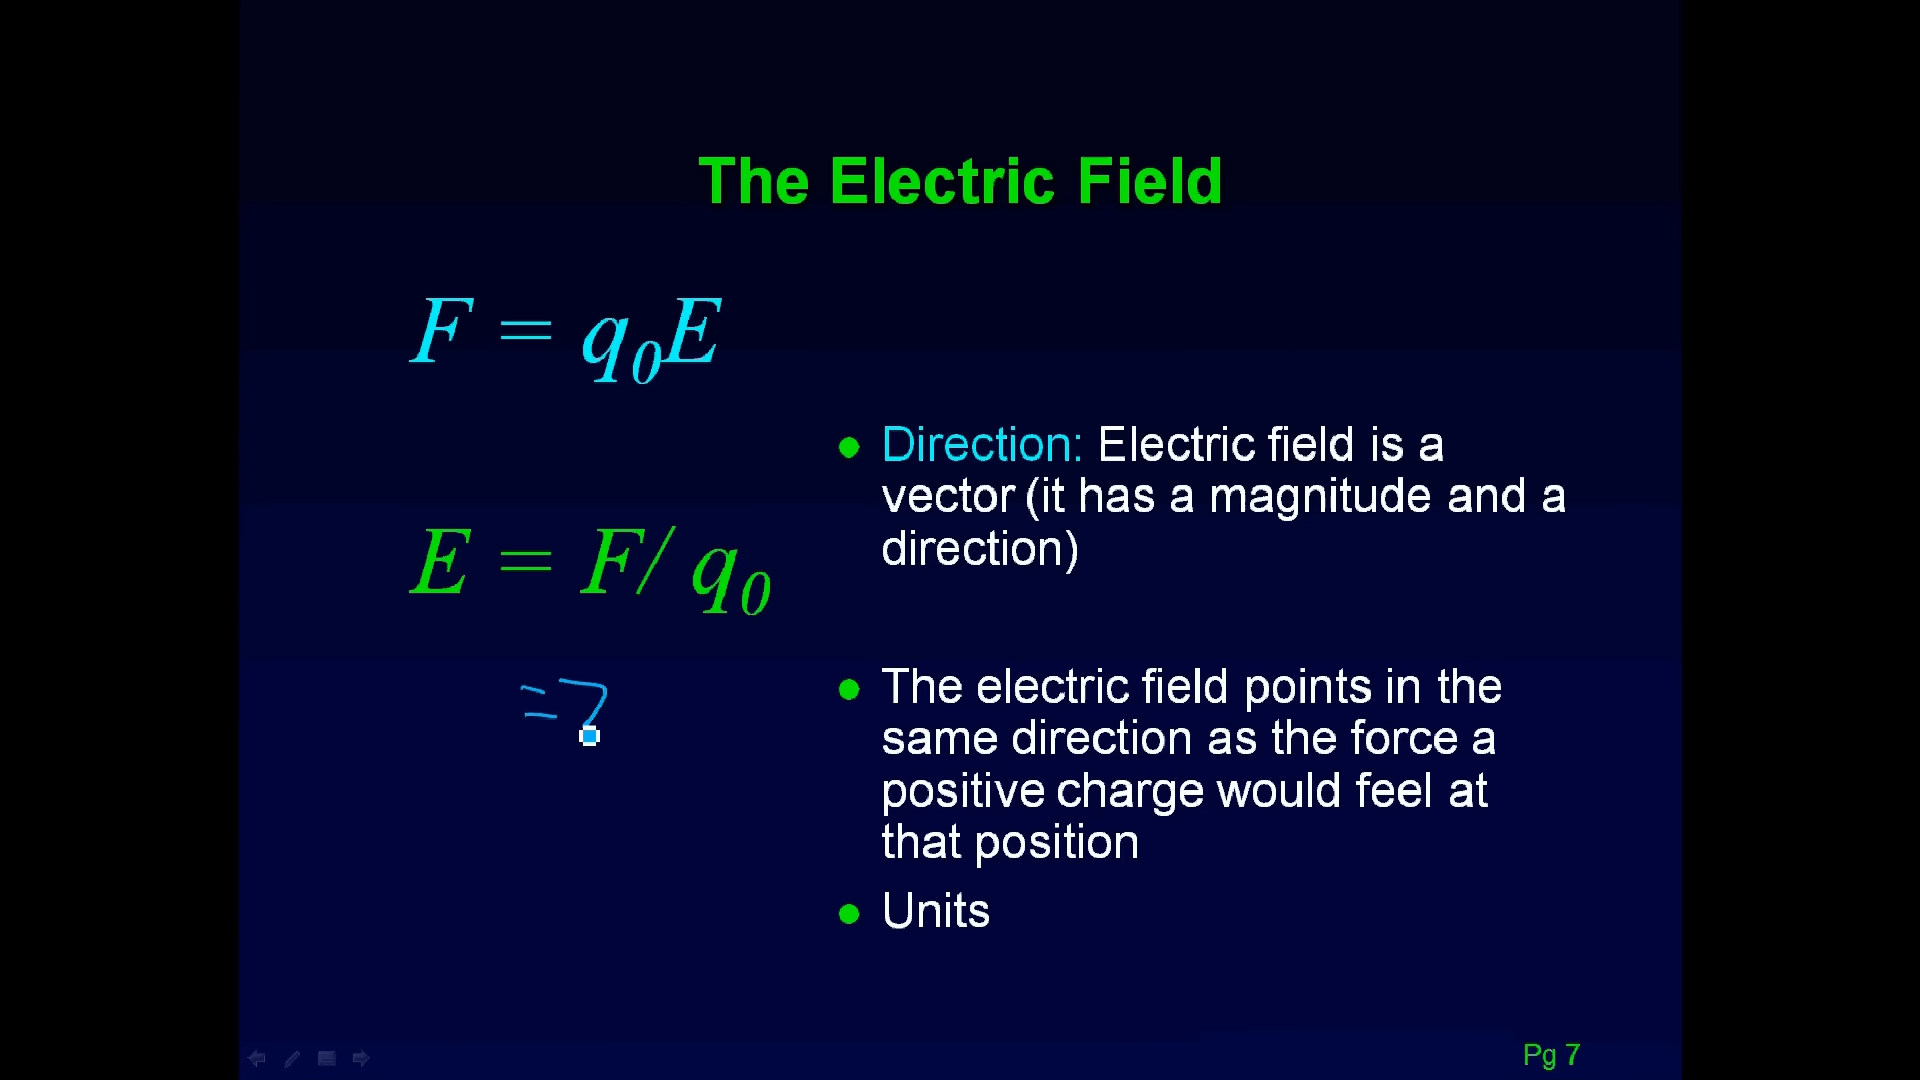 The Electric Field
F = q₀E
E = F/ q₀
= ?
● Direction: Electric field is a
vector (it has a magnitude and a
direction)
● The electric field points in the
same direction as the force a
positive charge would feel at
that position
● Units
Pg 7